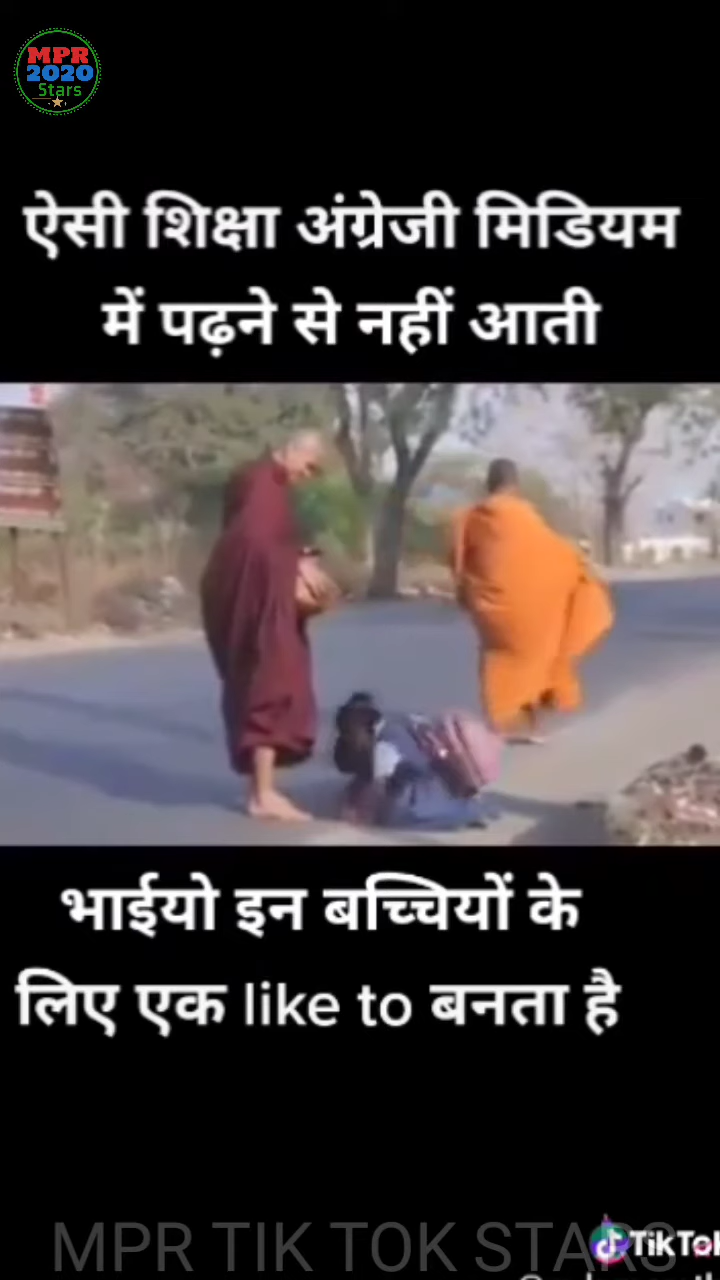 MPR
2020
Stars
ऐसी शिक्षा अंग्रेजी मिडियम
में पढ़ने से नहीं आती
भाईयो इन बच्चियों के
लिए एक like to बनता है
MPR TIK TOK STARS
TikTok